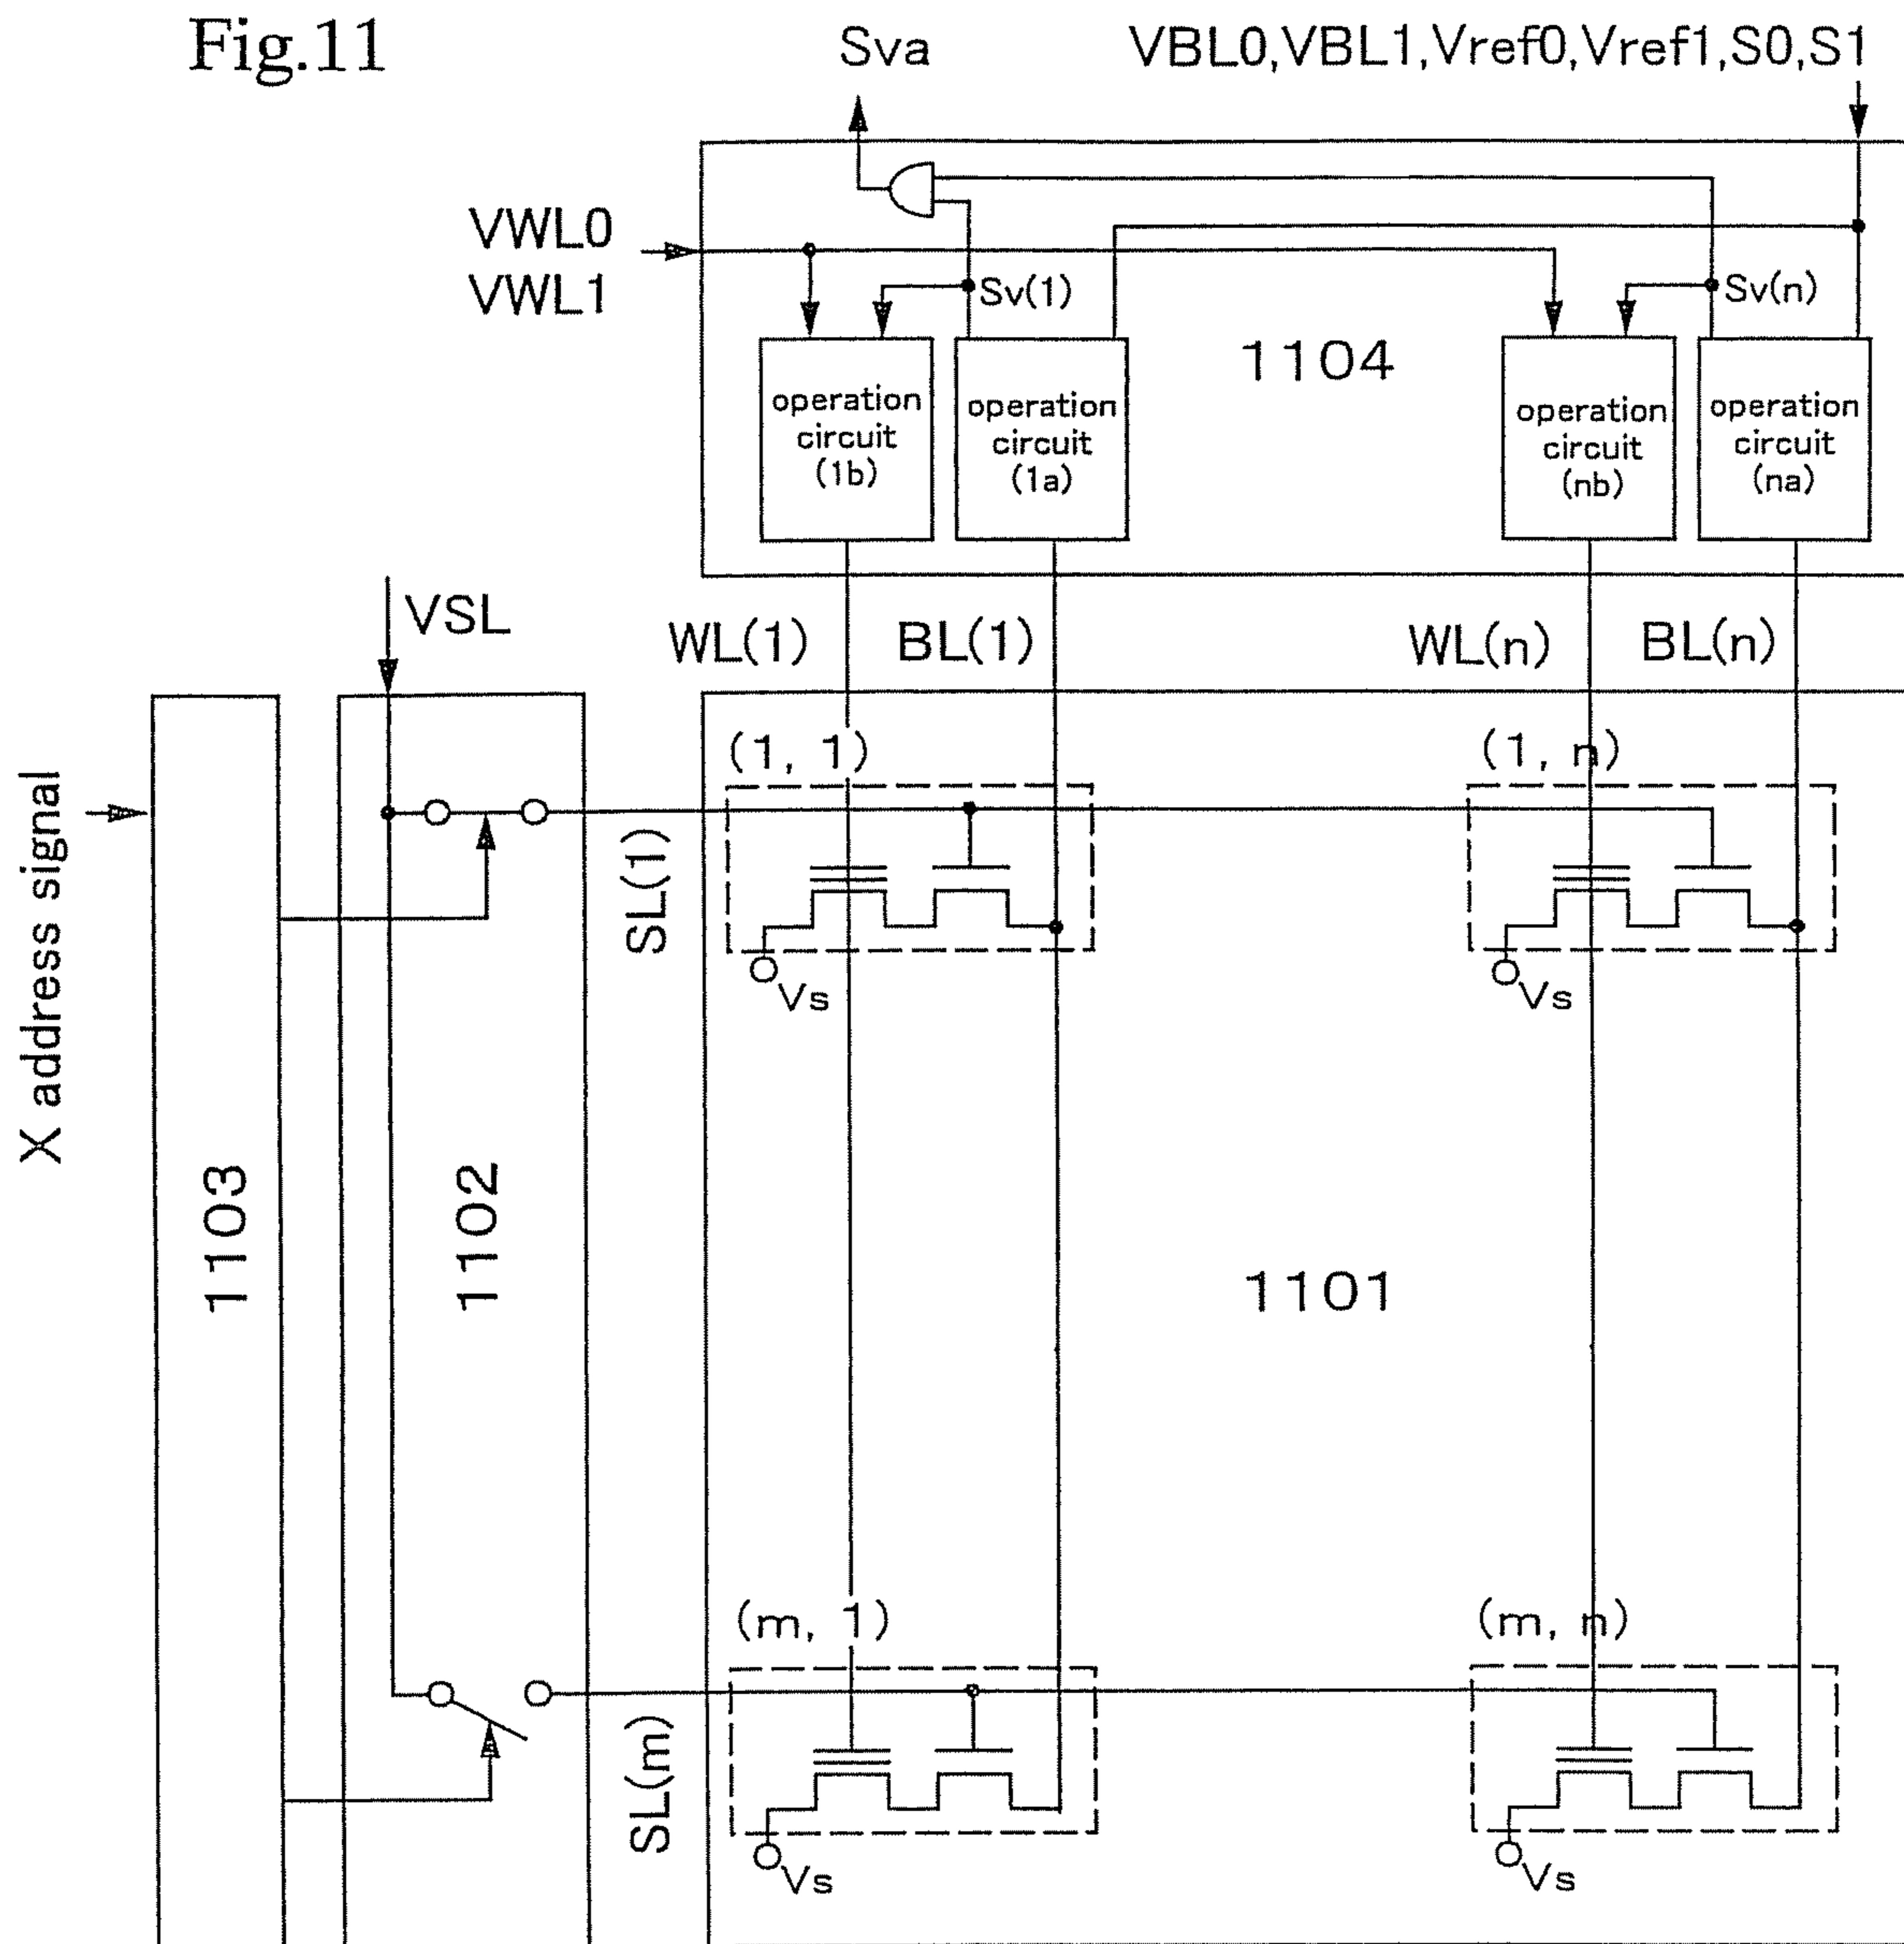 Fig.11
Sva
VBL0,VBL1,Vref0,Vref1,S0,S1
VWL0
VWL1
Sv(1)
Sv(n)
1104
operation
circuit
(1b)
operation
circuit
(1a)
operation
circuit
(nb)
operation
circuit
(na)
VSL
WL(1)
BL(1)
WL(n)
BL(n)
X address signal
1103
1102
SL(1)
(1, 1)
(1, n)
Vs
Vs
1101
SL(m)
(m, 1)
(m, n)
Vs
Vs